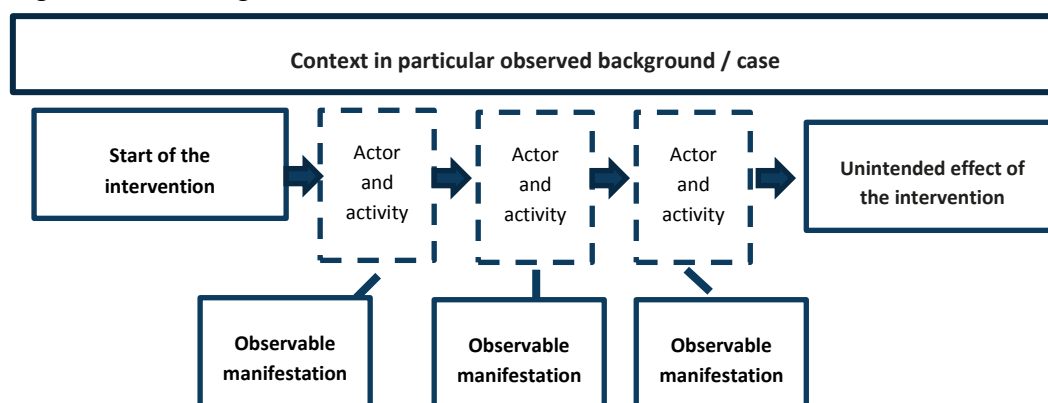 Context in particular observed background / case
Start of the
intervention
Actor
and
activity
Actor
and
activity
Actor
and
activity
Unintended effect of
the intervention
Observable
manifestation
Observable
manifestation
Observable
manifestation